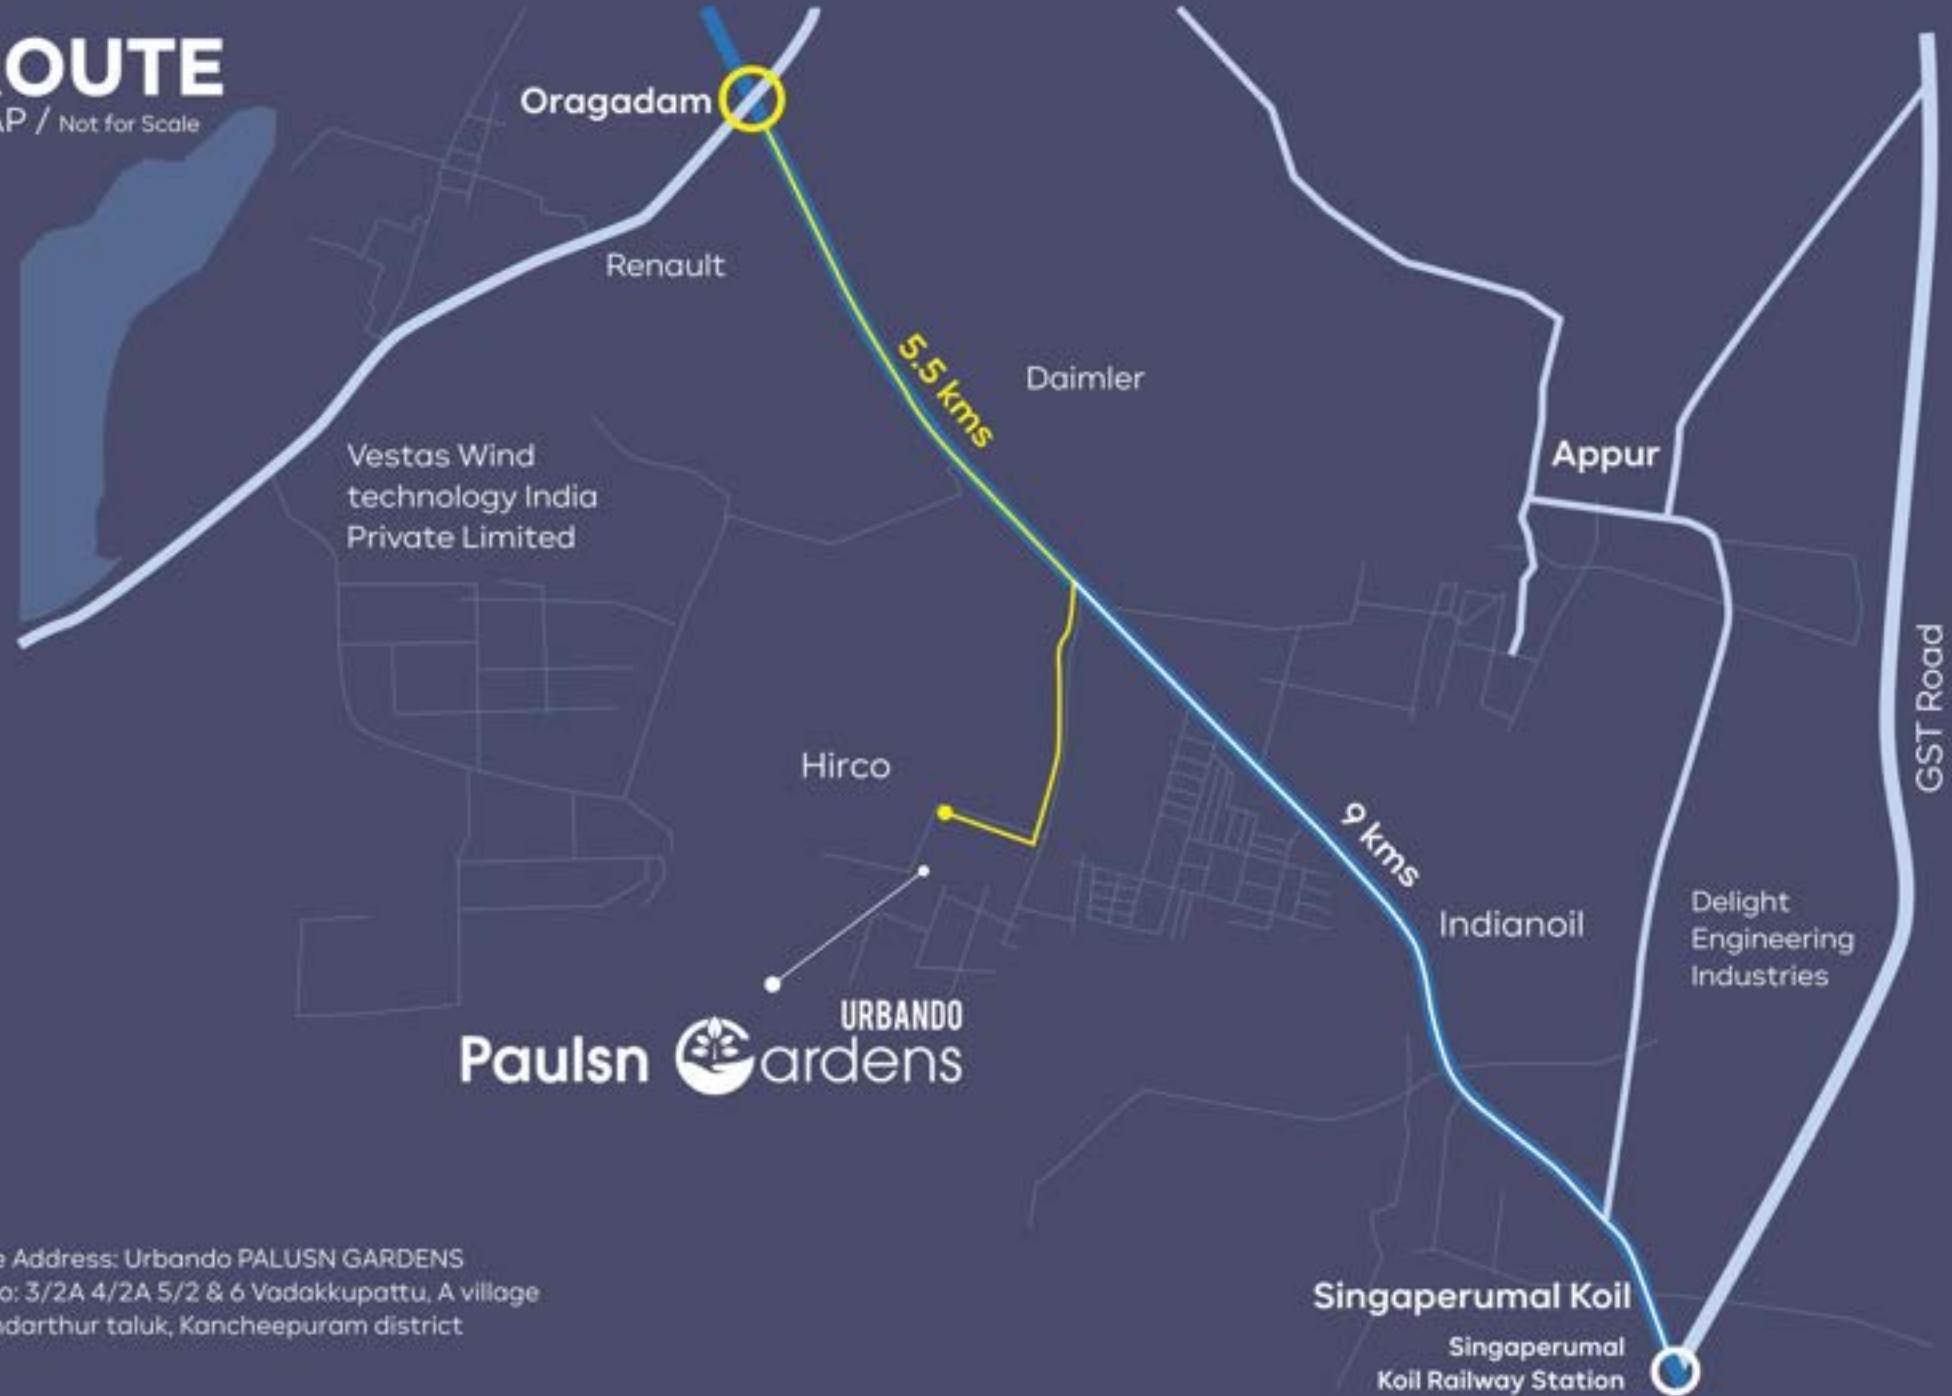 OUTE
AP / Not for Scale
Oragadam
Renault
5.5 kms
Daimler
Vestas Wind
technology India
Private Limited
Appur
GST Road
Hirco
9 kms
Indianoil
Delight
Engineering
Industries
URBANDO
Paulsn Gardens
e Address: Urbando PALUSN GARDENS
o: 3/2A 4/2A 5/2 & 6 Vadakkupattu, A village
ndarthur taluk, Kancheepuram district
Singaperumal Koil
Singaperumal
Koil Railway Station